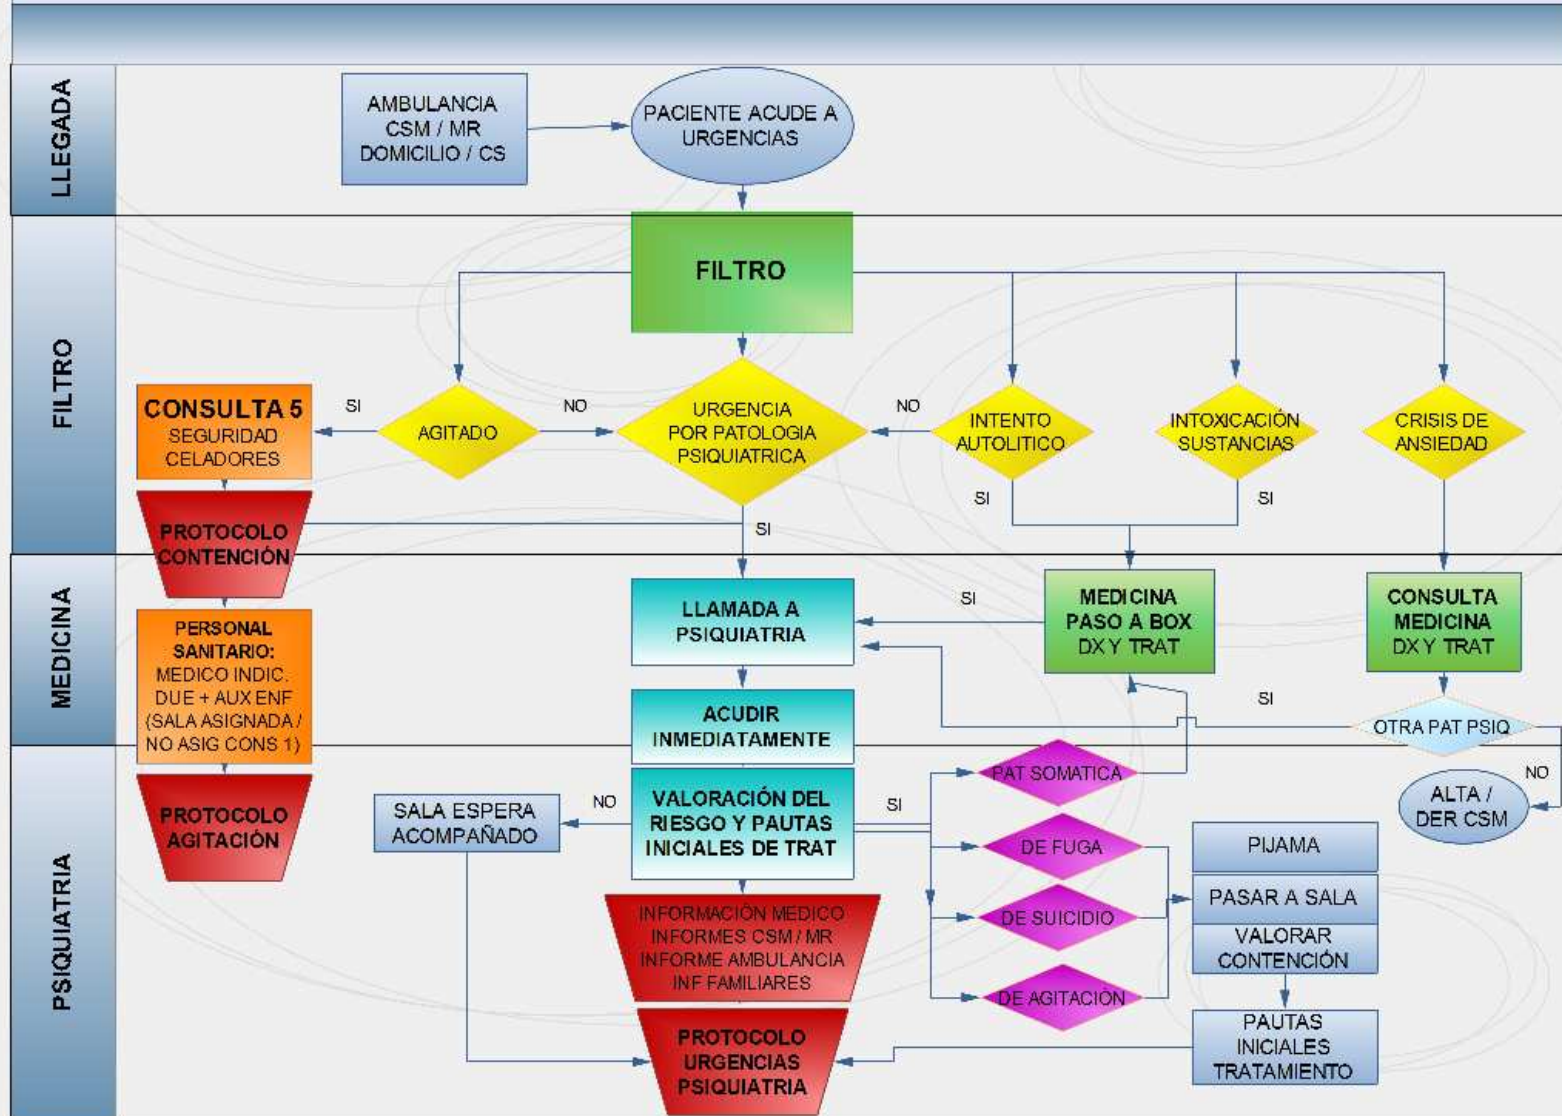 LLEGADA
AMBULANCIA
CSM / MR
DOMICILIO / CS
PACIENTE ACUDE A
URGENCIAS
FILTRO
FILTRO
CONSULTA 5
SEGURIDAD
CELADORES
SI
AGITADO
NO
URGENCIA
POR PATOLOGIA
PSIQUIATRICA
NO
INTENTO
AUTOLITICO
INTOXICACIÓN
SUSTANCIAS
CRISIS DE
ANSIEDAD
SI
SI
SI
PROTOCOLO
CONTENCIÓN
MEDICINA
PERSONAL
SANITARIO:
MEDICO INDIC.
DUE + AUX ENF
(SALA ASIGNADA /
NO ASIG CONS 1)
LLAMADA A
PSIQUIATRIA
SI
MEDICINA
PASO A BOX
DX Y TRAT
CONSULTA
MEDICINA
DX Y TRAT
ACUDIR
INMEDIATAMENTE
SI
OTRA PAT PSIQ
NO
ALTA /
DER CSM
PSIQUIATRIA
PROTOCOLO
AGITACIÓN
SALA ESPERA
ACOMPAÑADO
NO
VALORACIÓN DEL
RIESGO Y PAUTAS
INICIALES DE TRAT
SI
PAT SOMATICA
DE FUGA
DE SUICIDIO
DE AGITACIÓN
PIJAMA
PASAR A SALA
VALORAR
CONTENCIÓN
PAUTAS
INICIALES
TRATAMIENTO
INFORMACIÓN MEDICO
INFORMES CSM / MR
INFORME AMBULANCIA
INF FAMILIARES
PROTOCOLO
URGENCIAS
PSIQUIATRIA